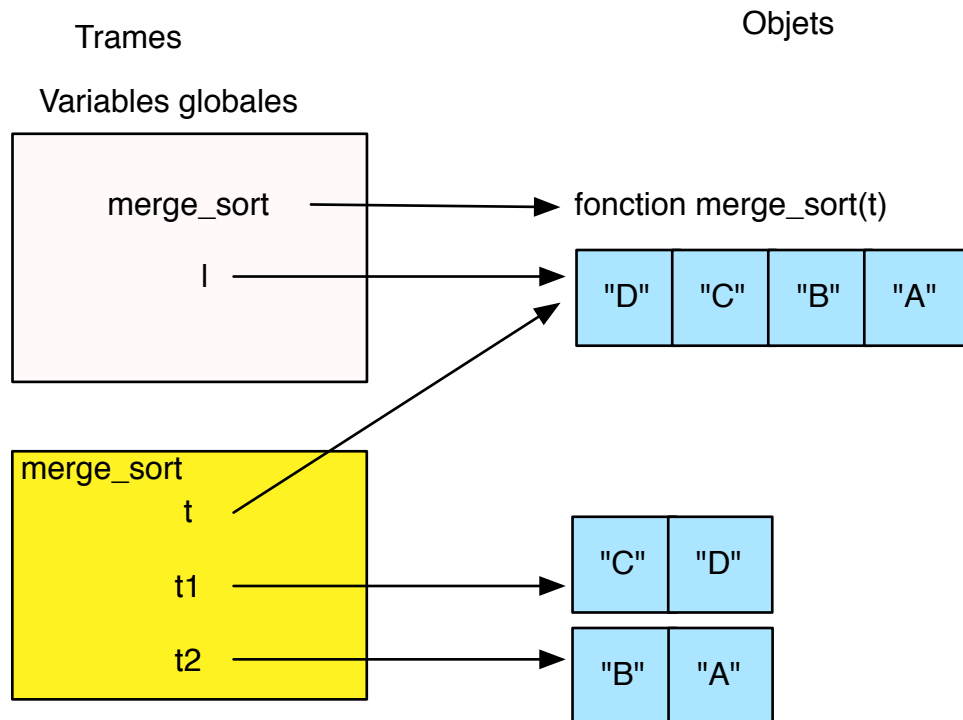 Trames
Objets
Variables globales
merge_sort
fonction merge_sort(t)
l
"D" "C" "B" "A"
merge_sort
t
t1
"C" "D"
t2
"B" "A"